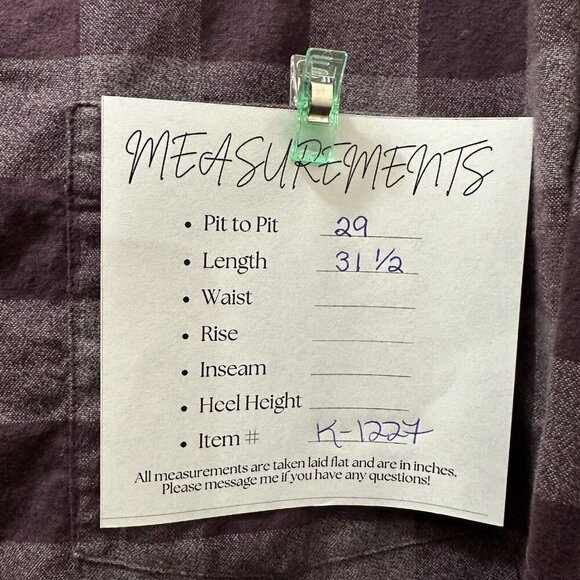 MEASUREMENTS
• Pit to Pit 29
• Length 31 1/2
• Waist
• Rise
• Inseam
• Heel Height
• Item # K-1227
All measurements are taken laid flat and are in inches.
Please message me if you have any questions!